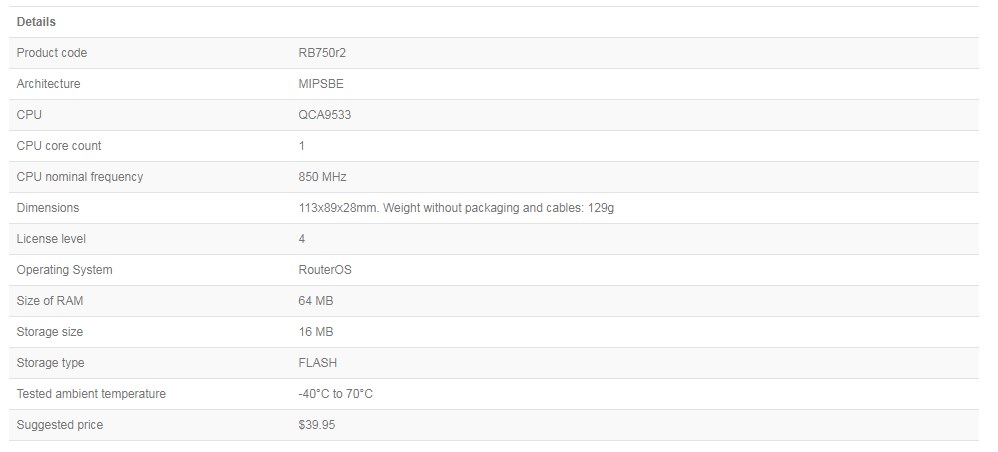 Details
Product code RB750r2
Architecture MIPSBE
CPU QCA9533
CPU core count 1
CPU nominal frequency 850 MHz
Dimensions 113x89x28mm. Weight without packaging and cables: 129g
License level 4
Operating System RouterOS
Size of RAM 64 MB
Storage size 16 MB
Storage type FLASH
Tested ambient temperature -40°C to 70°C
Suggested price $39.95